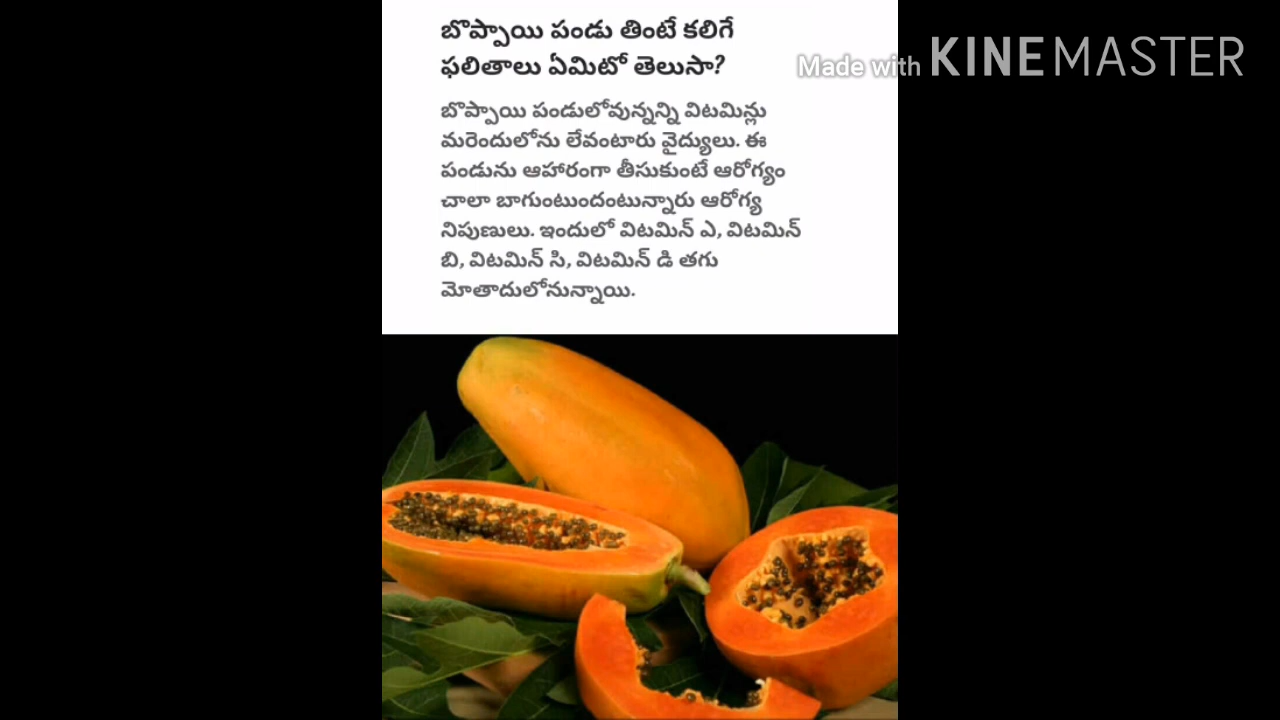 బొప్పాయి పండు తింటే కలిగే
ఫలితాలు ఏమిటో తెలుసా?
Made with KINEMASTER
బొప్పాయి పండులోవున్నన్ని విటమిన్లు
మరెందులోను లేవంటారు వైద్యులు. ఈ
పండును ఆహారంగా తీసుకుంటే ఆరోగ్యం
చాలా బాగుంటుందంటున్నారు ఆరోగ్య
నిపుణులు. ఇందులో విటమిన్ ఎ, విటమిన్
బి, విటమిన్ సి, విటమిన్ డి తగు
మోతాదులోనున్నాయి.